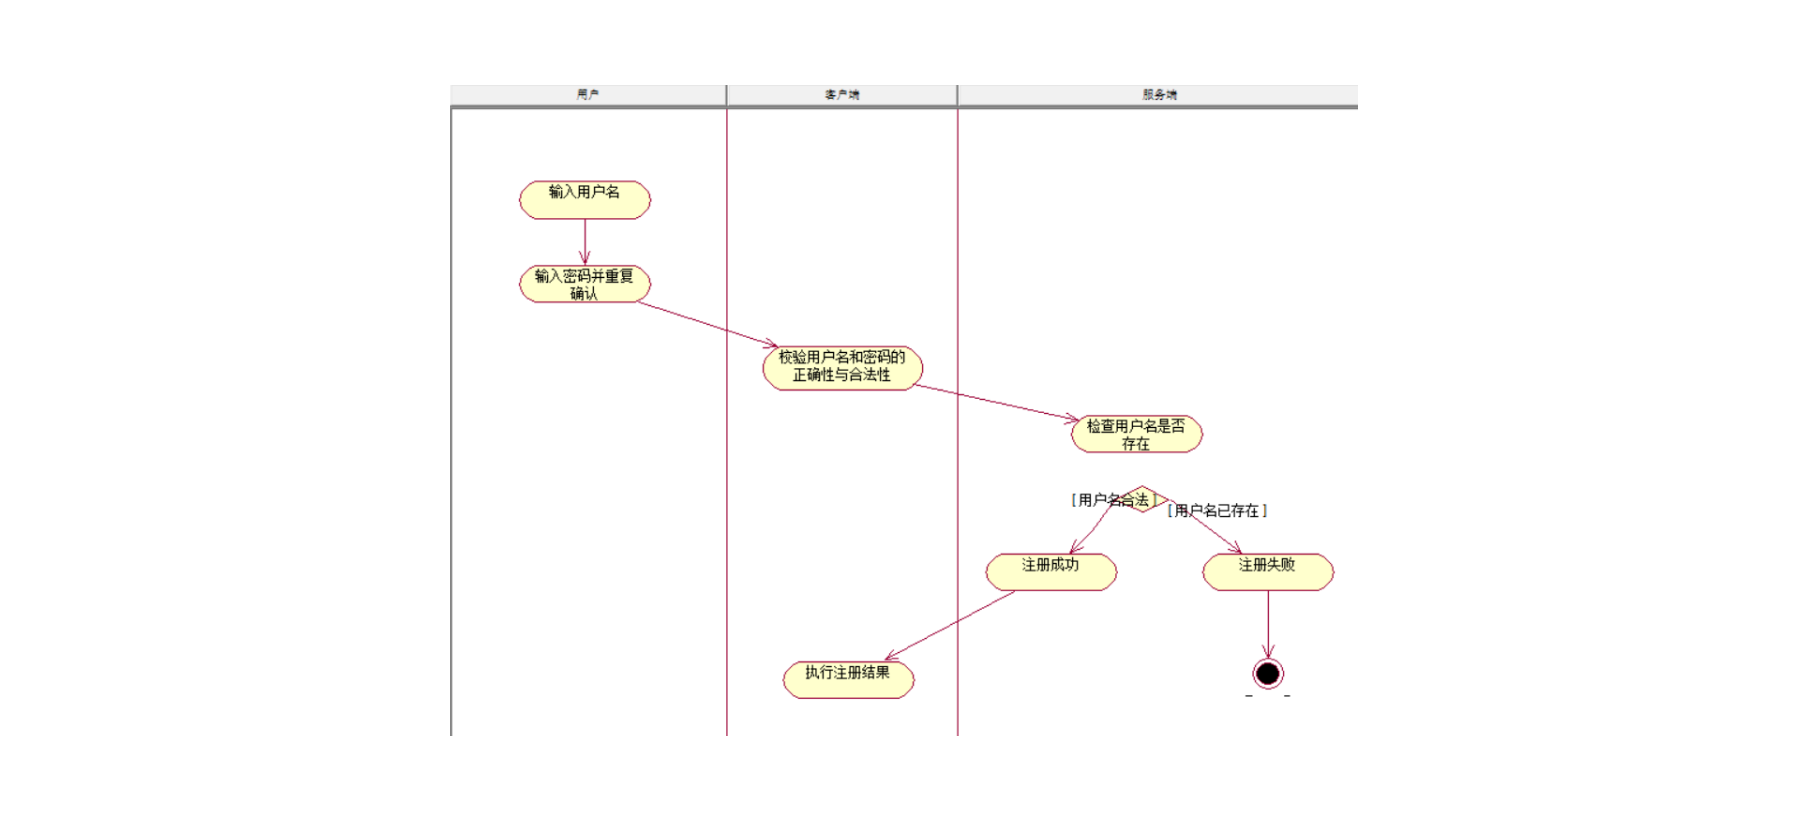 用户
客户端
服务端
输入用户名
输入密码并重复
确认
校验用户名和密码的
正确性与合法性
检查用户名是否
存在
[ 用户名合法 ]
[ 用户名已存在 ]
注册成功
注册失败
执行注册结果